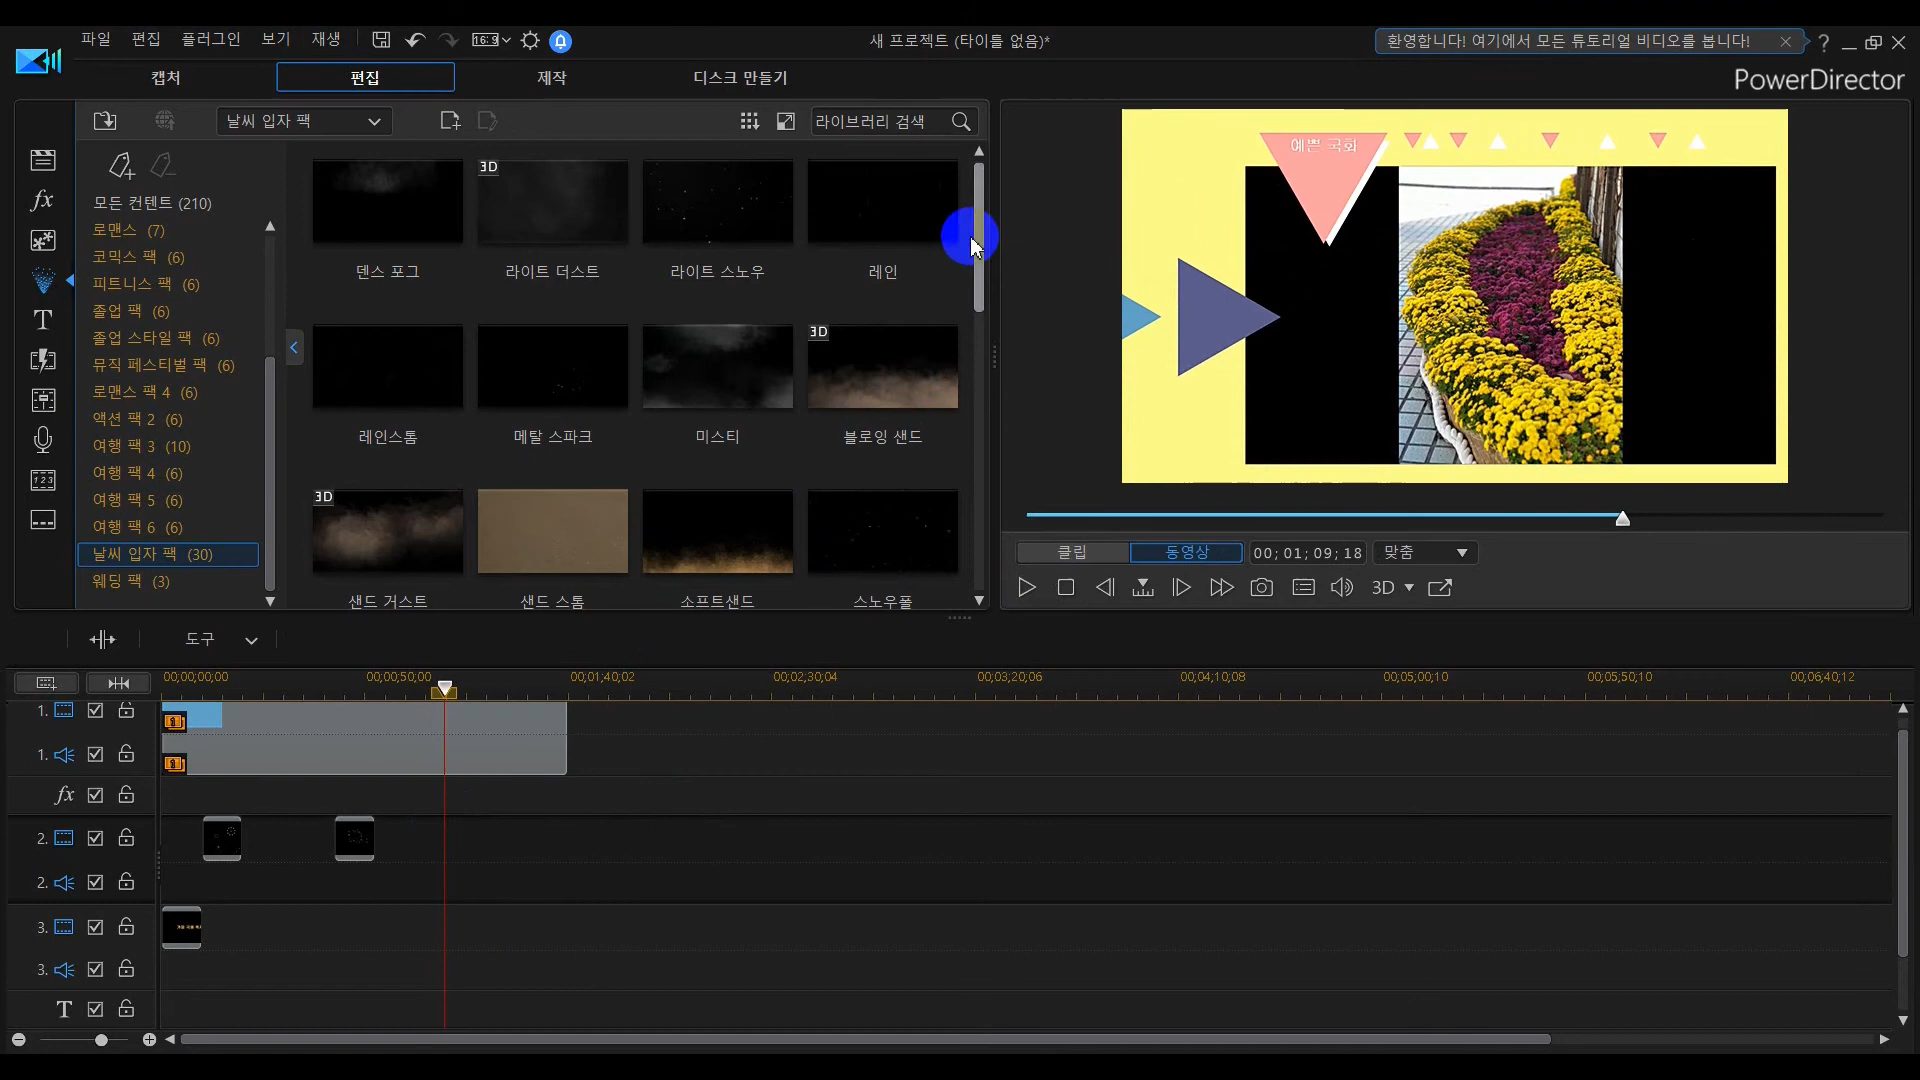 파일 편집 플러그인 보기 재생 16:9
새 프로젝트 (타이틀 없음)*
환영합니다! 여기에서 모든 튜토리얼 비디오를 봅니다!
?
캡처 편집 제작 디스크 만들기
PowerDirector
날씨 입자 팩
라이브러리 검색
모든 컨텐트 (210)
로맨스 (7)
코믹스 팩 (6)
피트니스 팩 (6)
졸업 팩 (6)
졸업 스타일 팩 (6)
뮤직 페스티벌 팩 (6)
로맨스 팩 4 (6)
액션 팩 2 (6)
여행 팩 3 (10)
여행 팩 4 (6)
여행 팩 5 (6)
여행 팩 6 (6)
날씨 입자 팩 (30)
웨딩 팩 (3)
fx
T
123
3D
덴스 포그 라이트 더스트 라이트 스노우 레인
3D
레인스톰 메탈 스파크 미스티 블로잉 샌드
3D
샌드 거스트 샌드 스톰 소프트샌드 스노우폴
예쁜 국화
클립 동영상 00; 01; 09; 18 맞춤
3D
도구
00;00;00;00 00;00;50;00 00;01;40;02 00;02;30;04 00;03;20;06 00;04;10;08 00;05;00;10 00;05;50;10 00;06;40;12
1.
1.
fx
2.
2.
3.
3.
T